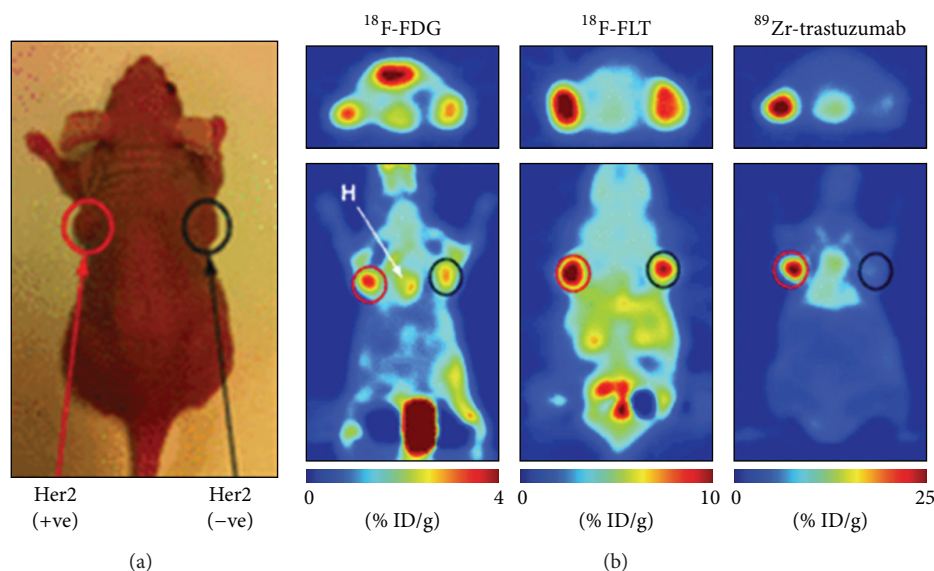 ¹⁸F-FDG
¹⁸F-FLT
⁸⁹Zr-trastuzumab
H
0 4
0 10
0 25
(% ID/g)
(% ID/g)
(% ID/g)
Her2
(+ve)
Her2
(−ve)
(a)
(b)